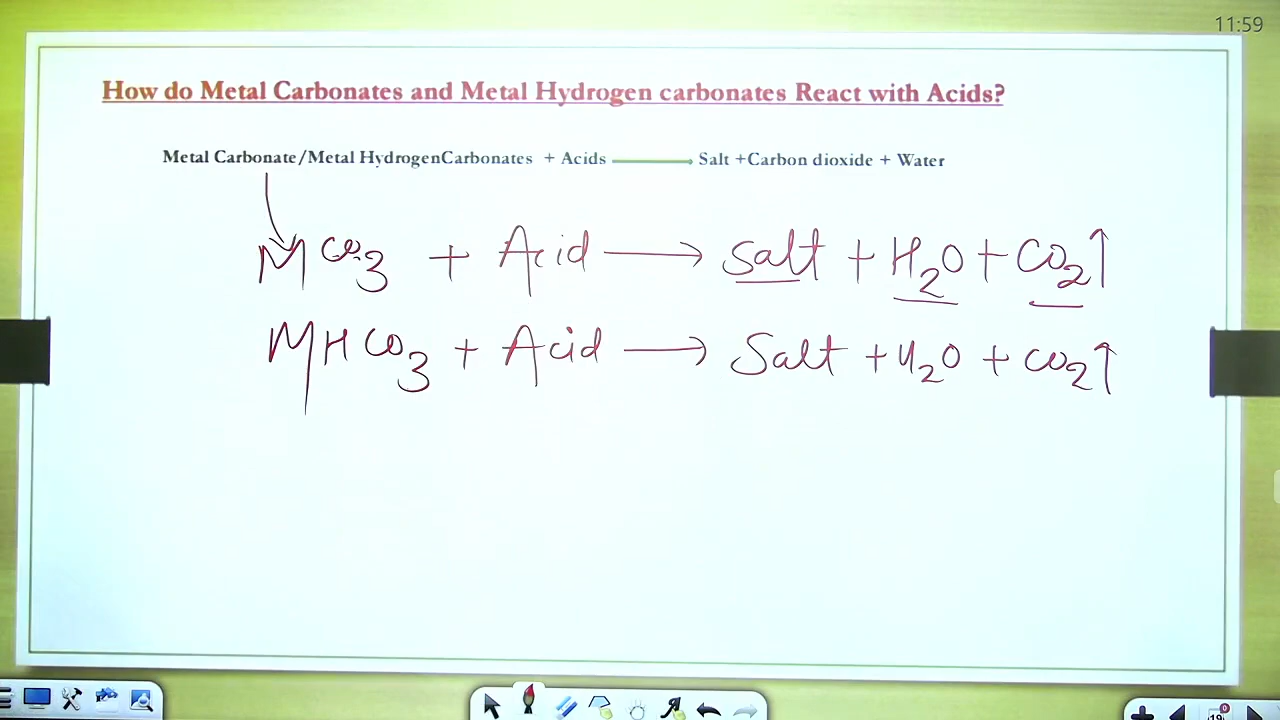 11:59
How do Metal Carbonates and Metal Hydrogen carbonates React with Acids?
Metal Carbonate/Metal HydrogenCarbonates + Acids ⟶ Salt +Carbon dioxide + Water
MCO3 + Acid ⟶ Salt + H2O + CO2↑
MHCO3 + Acid ⟶ Salt + H2O + CO2↑